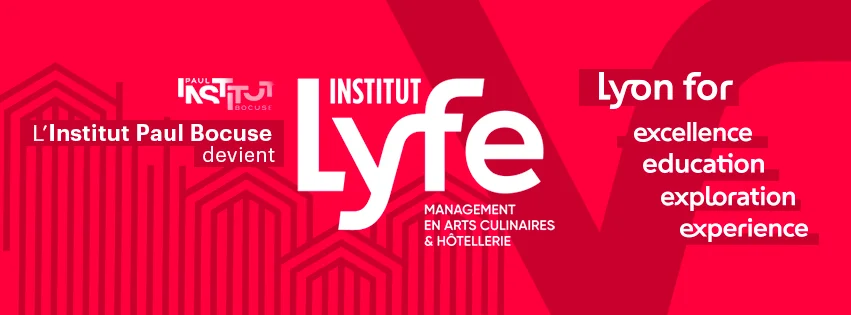 PAUL
INSTITUT
BOCUSE
L'Institut Paul Bocuse
devient
INSTITUT
Lyfe
MANAGEMENT
EN ARTS CULINAIRES
& HÔTELLERIE
Lyon for
excellence
education
exploration
experience